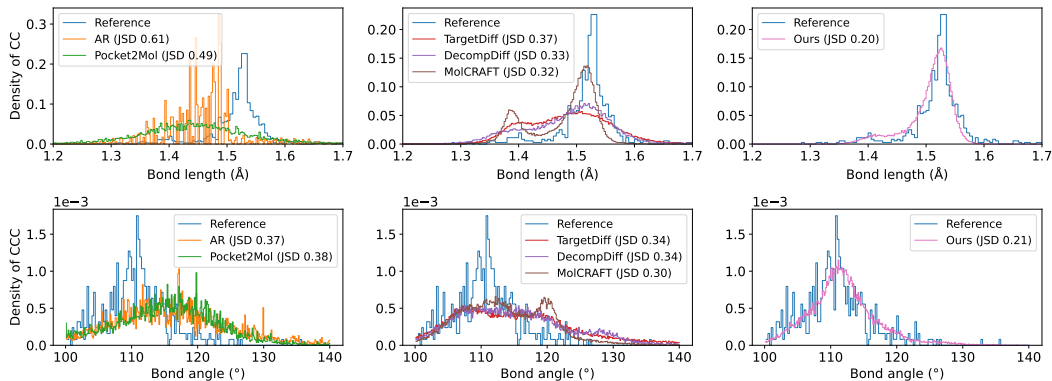 Density of CC
0.3
0.2
0.1
0.0
Reference
AR (JSD 0.61)
Pocket2Mol (JSD 0.49)
1.2 1.3 1.4 1.5 1.6 1.7
Bond length (Å)
0.20
0.15
0.10
0.05
0.00
Reference
TargetDiff (JSD 0.37)
DecompDiff (JSD 0.33)
MolCRAFT (JSD 0.32)
1.2 1.3 1.4 1.5 1.6 1.7
Bond length (Å)
0.20
0.15
0.10
0.05
0.00
Reference
Ours (JSD 0.20)
1.2 1.3 1.4 1.5 1.6 1.7
Bond length (Å)
Density of CCC
1e−3
1.5
1.0
0.5
0.0
Reference
AR (JSD 0.37)
Pocket2Mol (JSD 0.38)
100 110 120 130 140
Bond angle (°)
1e−3
1.5
1.0
0.5
0.0
Reference
TargetDiff (JSD 0.34)
DecompDiff (JSD 0.34)
MolCRAFT (JSD 0.30)
100 110 120 130 140
Bond angle (°)
1e−3
1.5
1.0
0.5
0.0
Reference
Ours (JSD 0.21)
100 110 120 130 140
Bond angle (°)